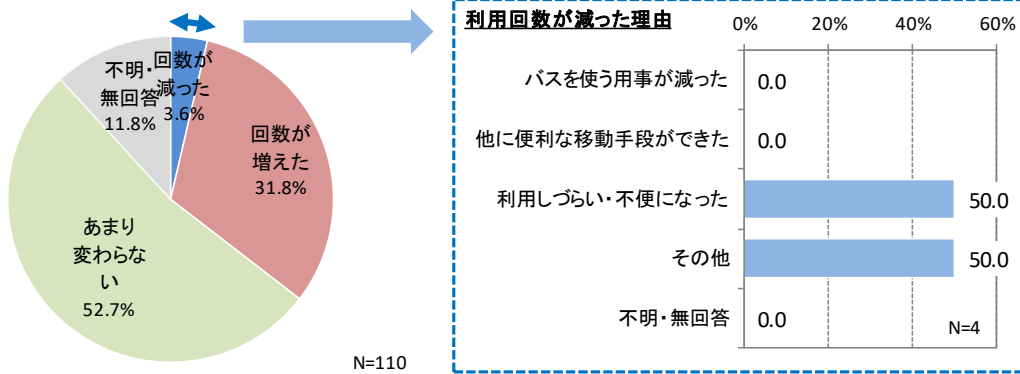 回数が
減った
3.6%
回数が
増えた
31.8%
あまり
変わらな
い
52.7%
不明・
無回答
11.8%
N=110
利用回数が減った理由
0% 20% 40% 60%
バスを使う用事が減った 0.0
他に便利な移動手段ができた 0.0
利用しづらい・不便になった 50.0
その他 50.0
不明・無回答 0.0
N=4